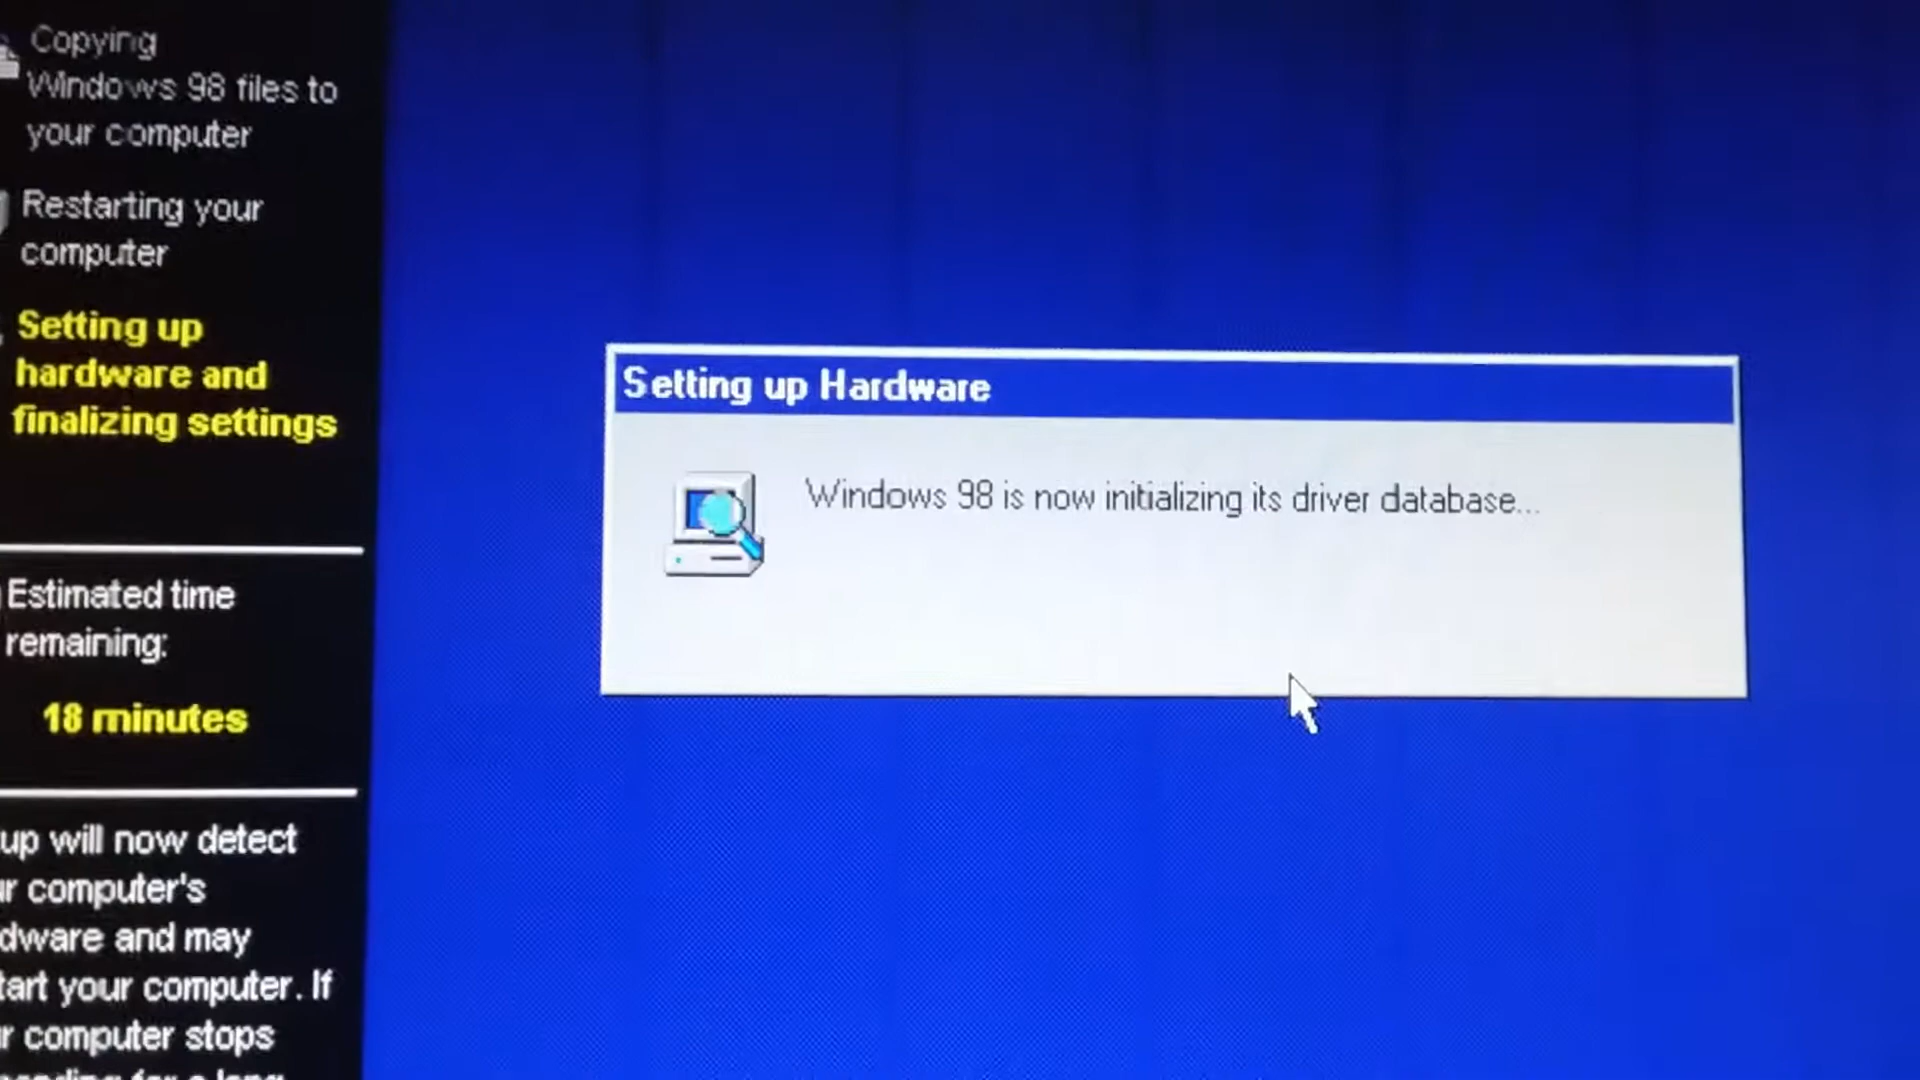 Copying
Windows 98 files to
your computer
Restarting your
computer
Setting up
hardware and
finalizing settings
Estimated time
remaining:
18 minutes
up will now detect
computer's
and may
your computer. If
computer stops
for a long
Setting up Hardware
Windows 98 is now initializing its driver database...